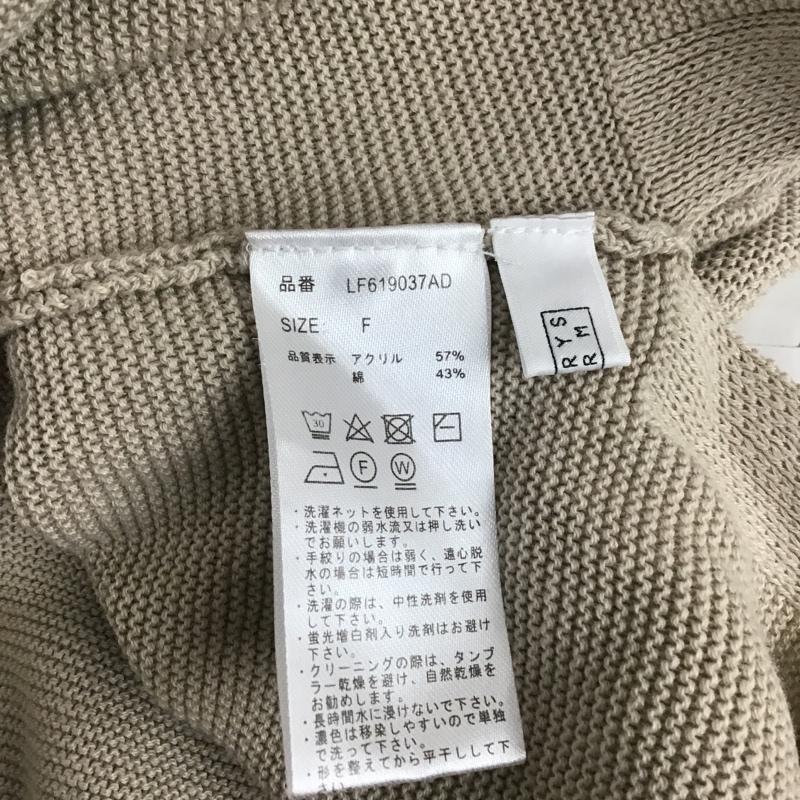 品番 LF619037AD
SIZE: F
品質表示 アクリル 57%
綿 43%
30
F W
・洗濯ネットを使用して下さい。
・洗濯機の弱水流又は押し洗い
でお願いします。
・手絞りの場合は弱く、遠心脱
水の場合は短時間で行って下
さい。
・洗濯の際は、中性洗剤を使用
して下さい。
・蛍光増白剤入り洗剤はお避け
下さい。
・クリーニングの際は、タンブ
ラー乾燥を避け、自然乾燥を
お勧めします。
・長時間水に浸けないで下さい。
・濃色は移染しやすいので単独
で洗って下さい。
・形を整えてから平干しして下
さい。
RYS
RM